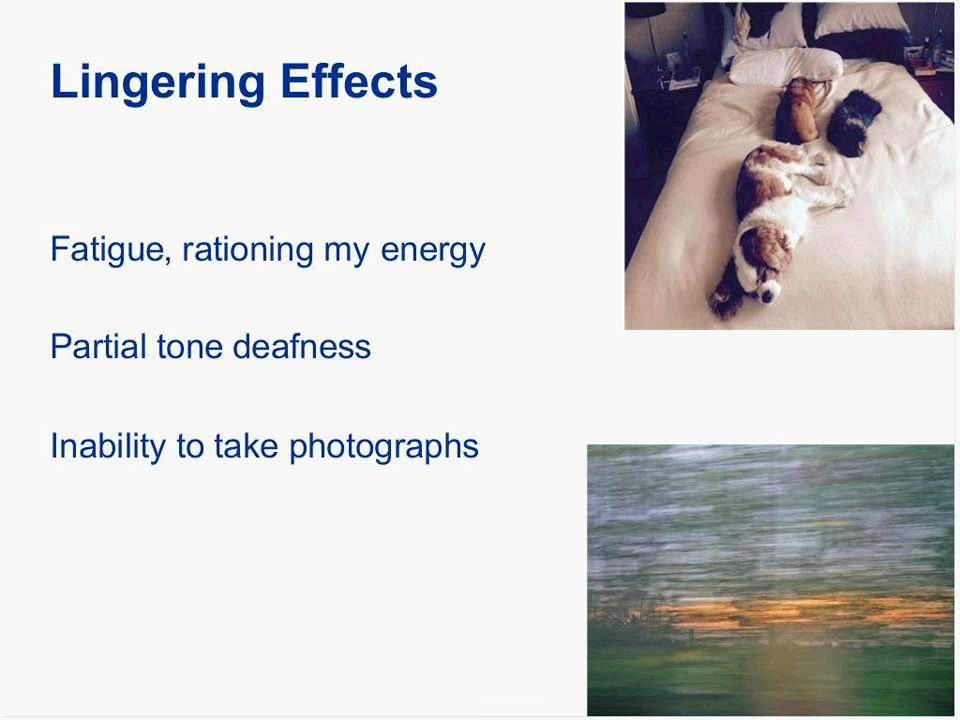 Lingering Effects
Fatigue, rationing my energy
Partial tone deafness
Inability to take photographs